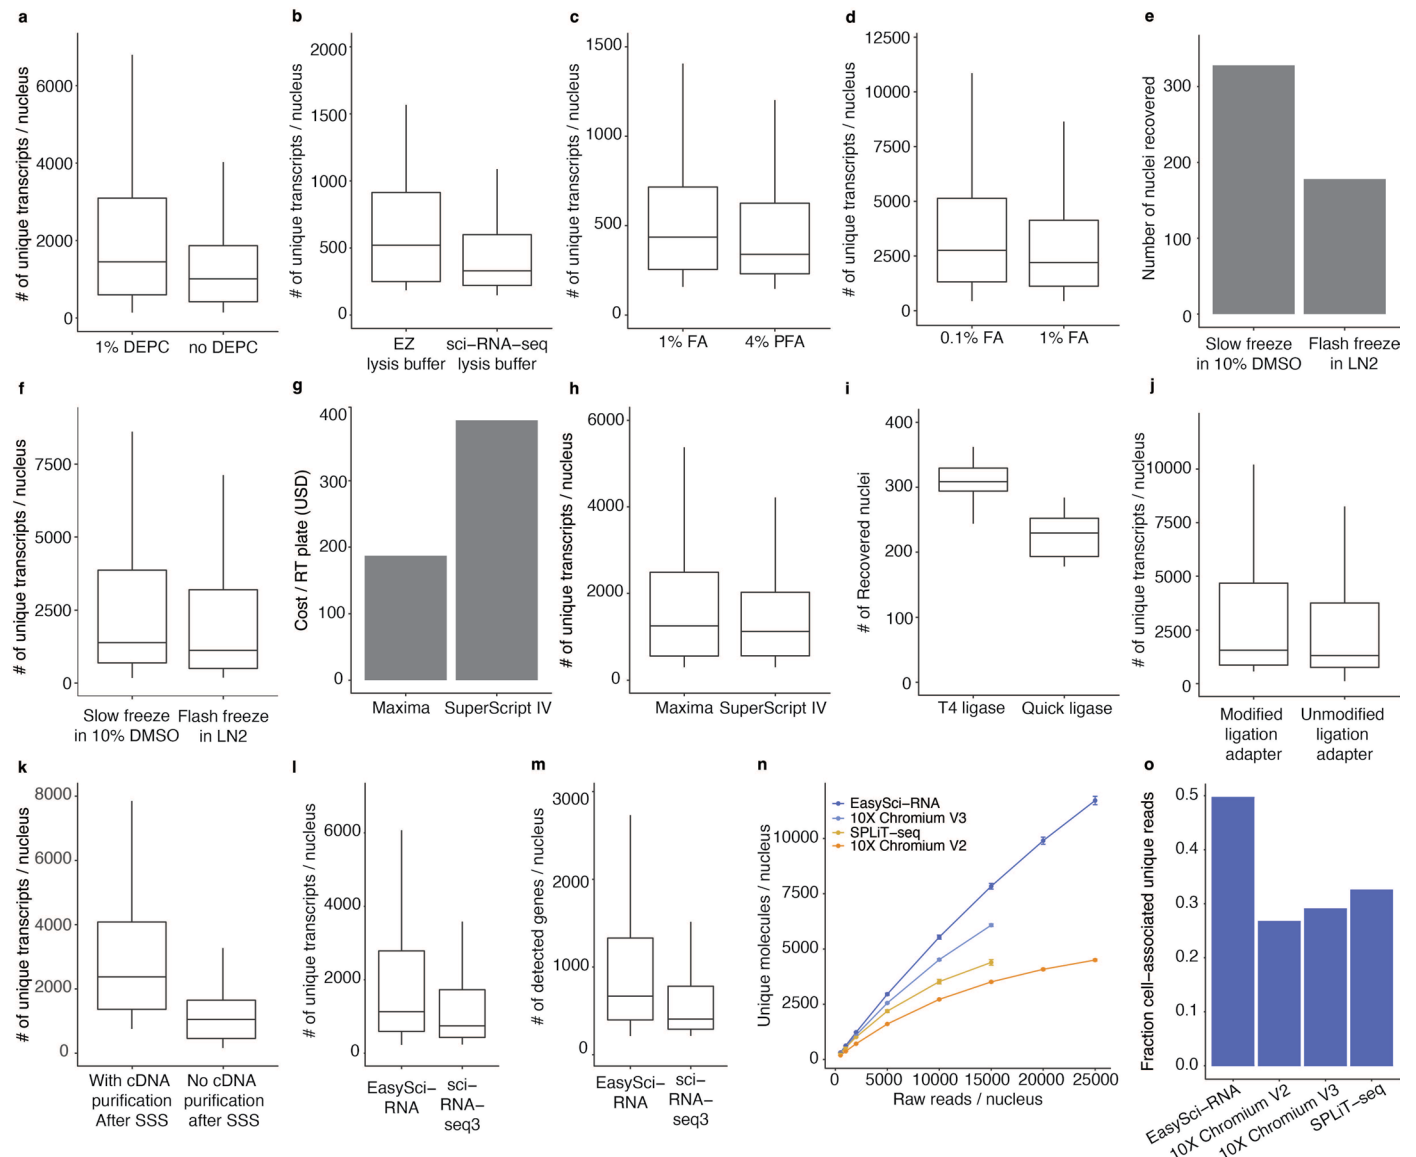 a
# of unique transcripts / nucleus
6000
4000
2000
0
1% DEPC
no DEPC
b
# of unique transcripts / nucleus
2000
1500
1000
500
0
EZ
lysis buffer
sci−RNA−seq
lysis buffer
c
# of unique transcripts / nucleus
1500
1000
500
0
1% FA
4% PFA
d
# of unique transcripts / nucleus
12500
10000
7500
5000
2500
0
0.1% FA
1% FA
e
Number of nuclei recovered
300
200
100
0
Slow freeze
in 10% DMSO
Flash freeze
in LN2
f
# of unique transcripts / nucleus
7500
5000
2500
0
Slow freeze
in 10% DMSO
Flash freeze
in LN2
g
Cost / RT plate (USD)
400
300
200
100
0
Maxima
SuperScript IV
h
# of unique transcripts / nucleus
6000
4000
2000
0
Maxima
SuperScript IV
i
# of Recovered nuclei
400
300
200
100
0
T4 ligase
Quick ligase
j
# of unique transcripts / nucleus
10000
7500
5000
2500
0
Modified
ligation
adapter
Unmodified
ligation
adapter
k
# of unique transcripts / nucleus
8000
6000
4000
2000
0
With cDNA
purification
After SSS
No cDNA
purification
after SSS
l
# of unique transcripts / nucleus
6000
4000
2000
0
EasySci−
RNA
sci−
RNA−
seq3
m
# of detected genes / nucleus
3000
2000
1000
0
EasySci−
RNA
sci−
RNA−
seq3
n
Unique molecules / nucleus
10000
7500
5000
2500
0
EasySci−RNA
10X Chromium V3
SPLiT−seq
10X Chromium V2
0
5000
10000
15000
20000
25000
Raw reads / nucleus
o
Fraction cell−associated unique reads
0.5
0.4
0.3
0.2
0.1
0.0
EasySci−RNA
10X Chromium V2
10X Chromium V3
SPLiT−seq